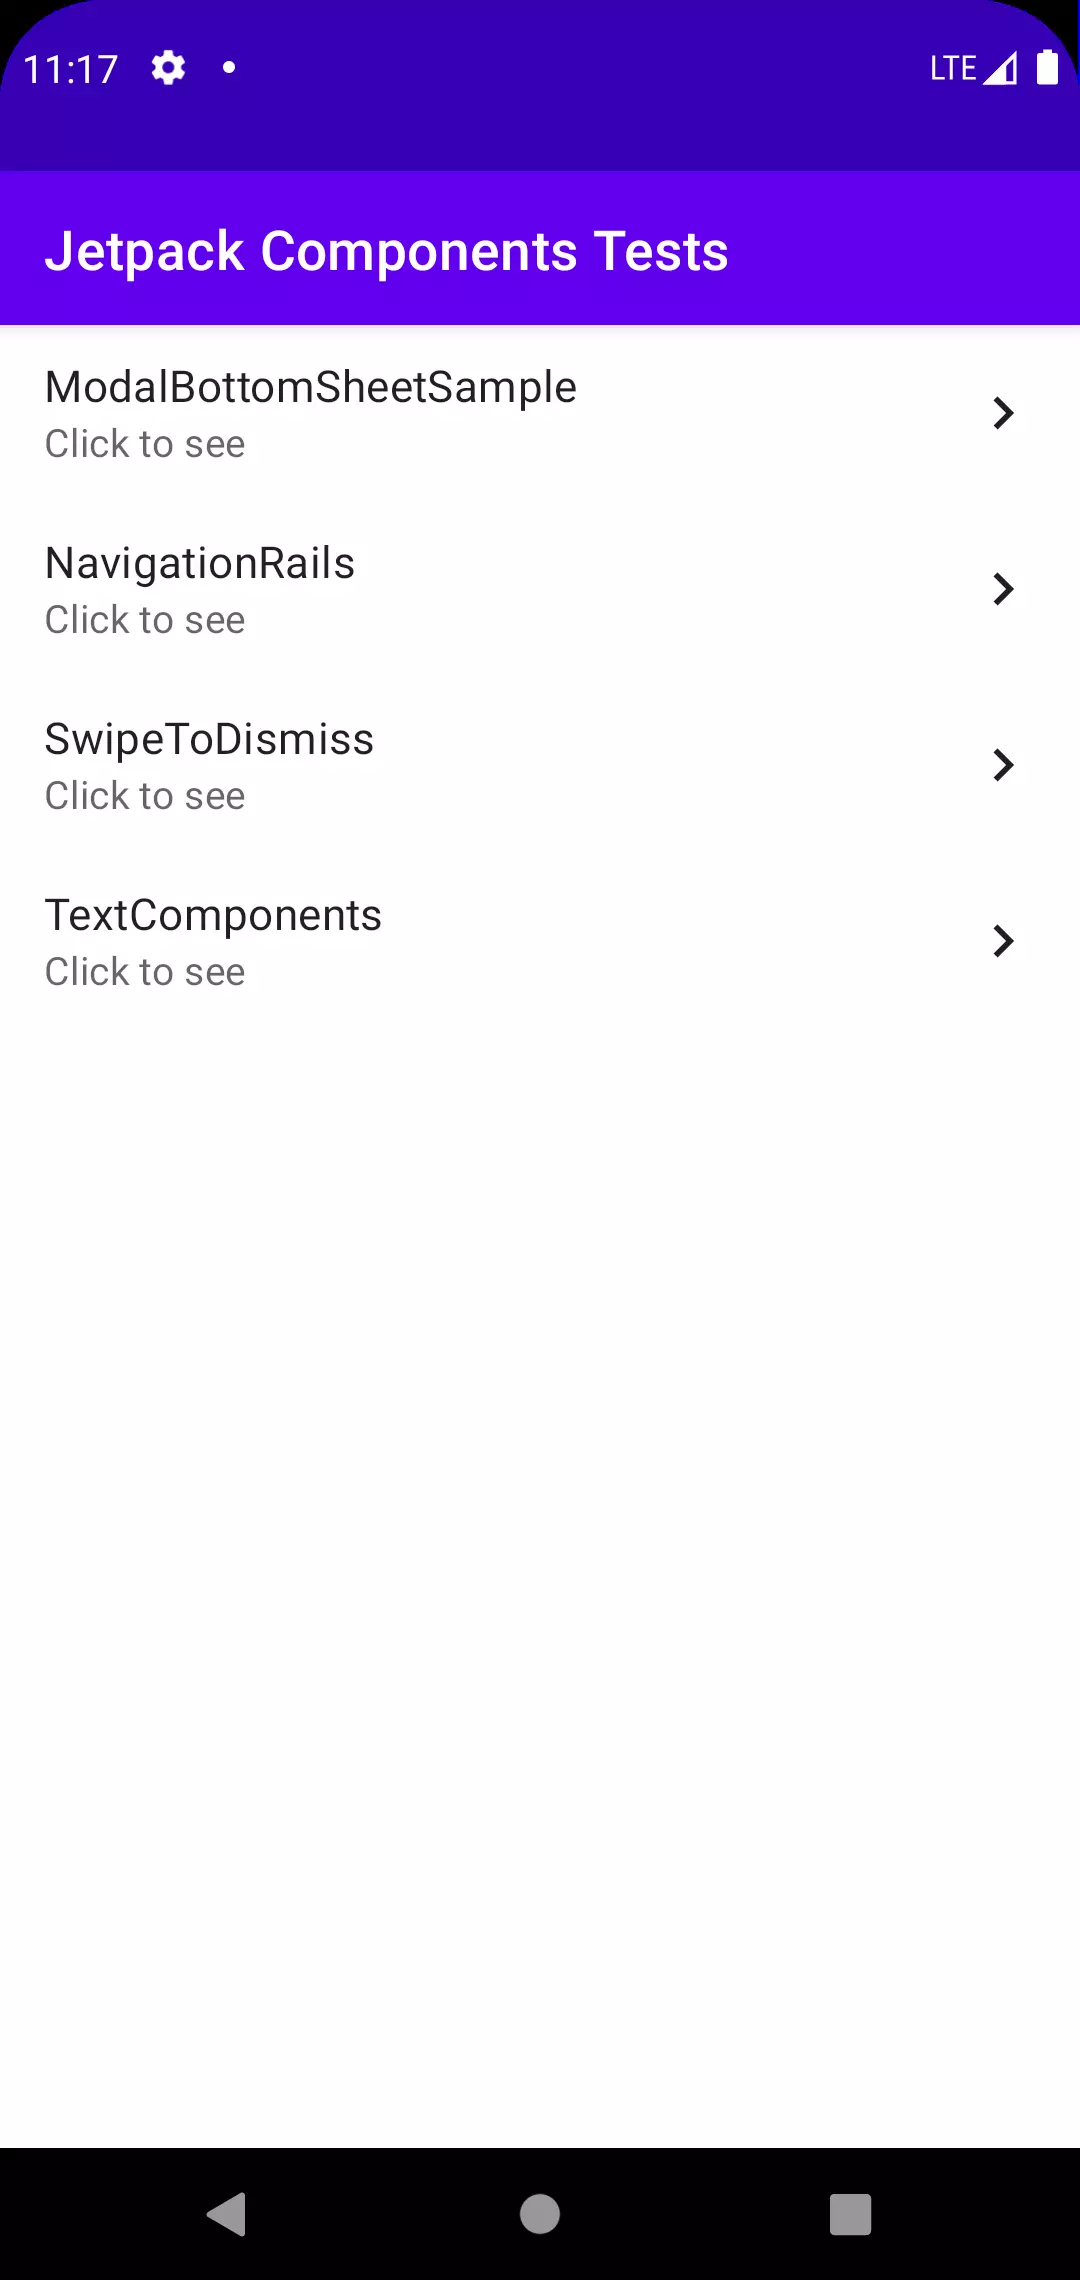 11:17
LTE
Jetpack Components Tests
ModalBottomSheetSample
Click to see
NavigationRails
Click to see
SwipeToDismiss
Click to see
TextComponents
Click to see